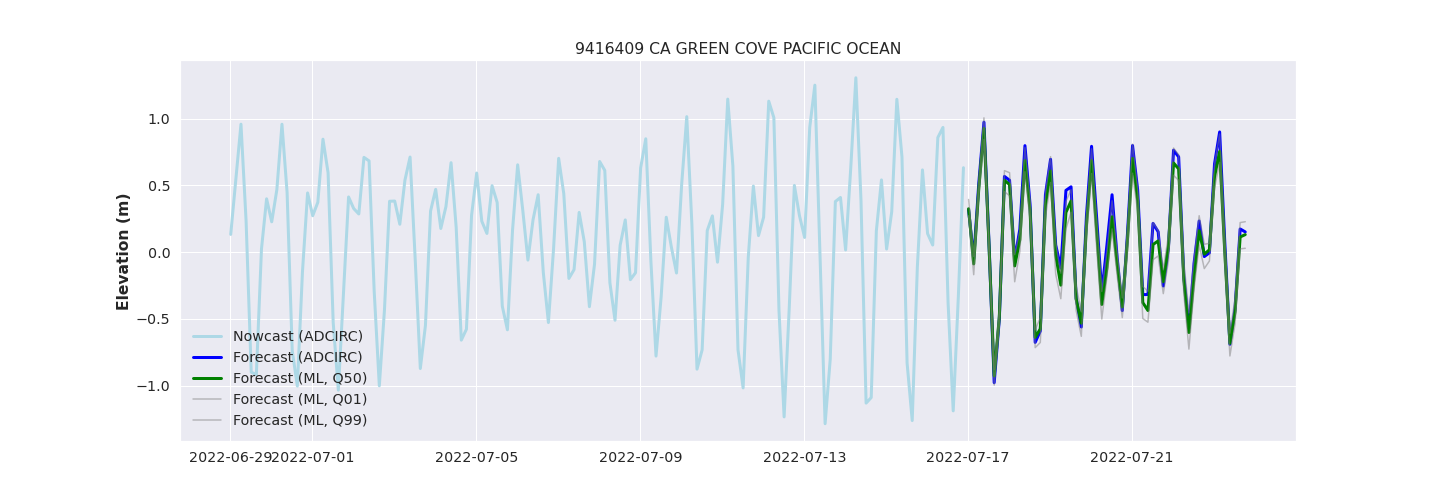 9416409 CA GREEN COVE PACIFIC OCEAN
Elevation (m)
1.0
0.5
0.0
−0.5
−1.0
Nowcast (ADCIRC)
Forecast (ADCIRC)
Forecast (ML, Q50)
Forecast (ML, Q01)
Forecast (ML, Q99)
2022-06-29 2022-07-01 2022-07-05 2022-07-09 2022-07-13 2022-07-17 2022-07-21